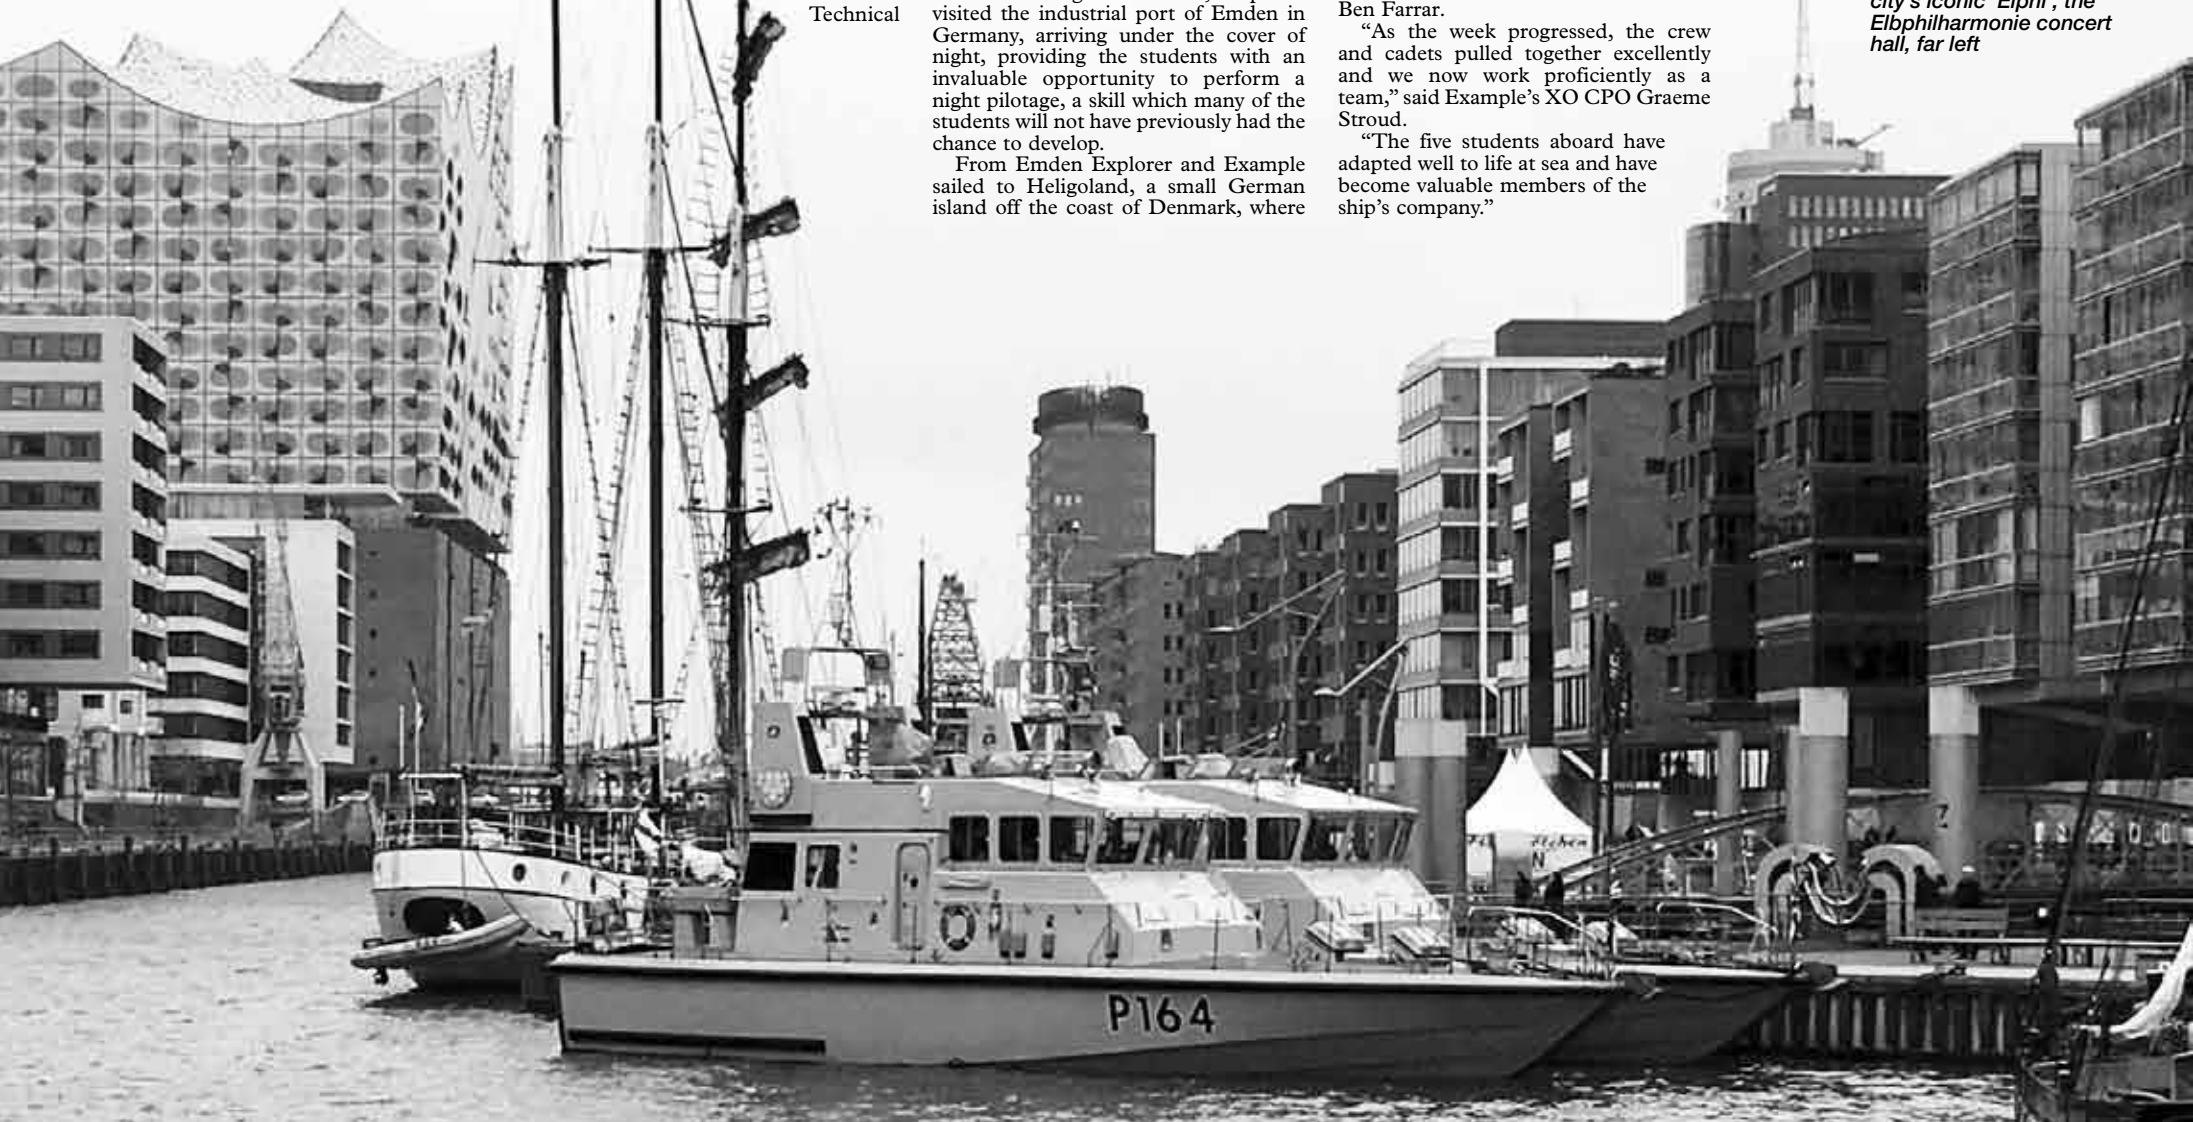 Technical
visited the industrial port of Emden in
Germany, arriving under the cover of
night, providing the students with an
invaluable opportunity to perform a
night pilotage, a skill which many of the
students will not have previously had the
chance to develop.
From Emden Explorer and Example
sailed to Heligoland, a small German
island off the coast of Denmark, where
Ben Farrar.
“As the week progressed, the crew
and cadets pulled together excellently
and we now work proficiently as a
team,” said Example’s XO CPO Graeme
Stroud.
“The five students aboard have
adapted well to life at sea and have
become valuable members of the
ship’s company.”
city’s iconic ‘Elphi’, the
Elbphilharmonie concert
hall, far left
P164